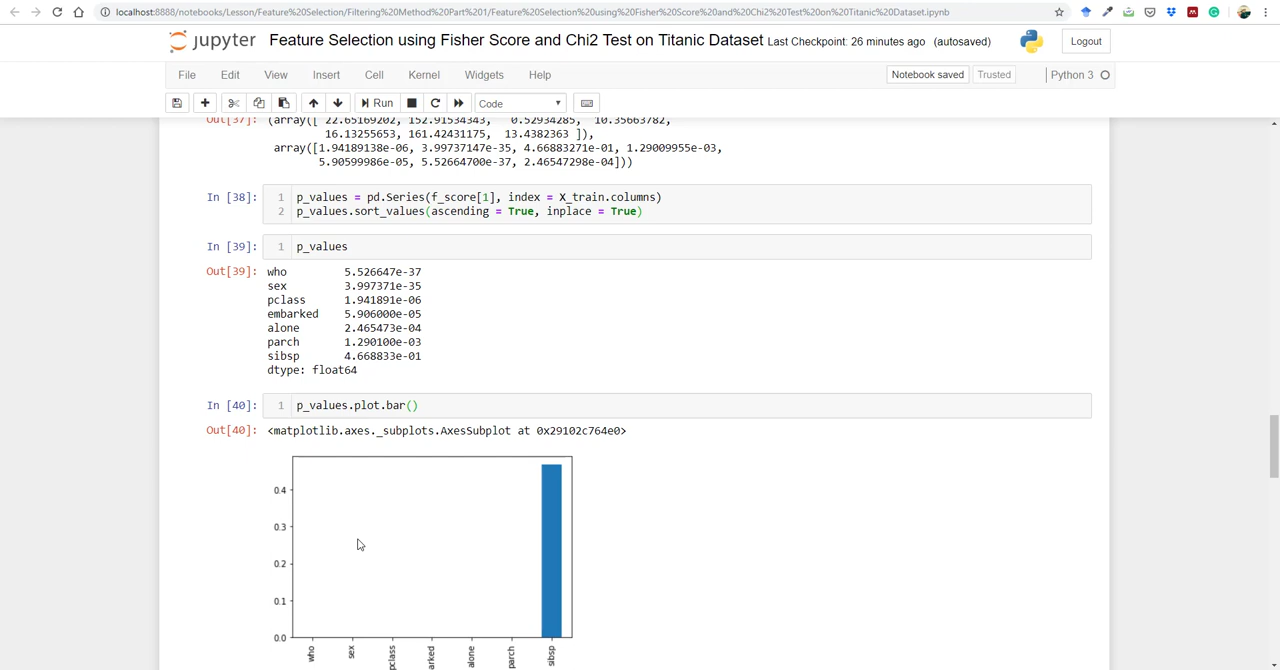 localhost:8888/notebooks/Lesson/Feature%20Selection/Filtering%20Method%20Part%201/Feature%20Selection%20using%20Fisher%20Score%20and%20Chi2%20Test%20on%20Titanic%20Dataset.ipynb
jupyter Feature Selection using Fisher Score and Chi2 Test on Titanic Dataset Last Checkpoint: 26 minutes ago (autosaved) Logout
File Edit View Insert Cell Kernel Widgets Help Notebook saved Trusted Python 3
Run Code
Out[37]: (array([ 22.65169202, 152.91534343, 0.52934285, 10.35663782,
16.13255653, 161.42431175, 13.4382363 ]),
array([1.94189138e-06, 3.99737147e-35, 4.66883271e-01, 1.29009955e-03,
5.90599986e-05, 5.52664700e-37, 2.46547298e-04]))
In [38]: 1 p_values = pd.Series(f_score[1], index = X_train.columns)
2 p_values.sort_values(ascending = True, inplace = True)
In [39]: 1 p_values
Out[39]: who 5.526647e-37
sex 3.997371e-35
pclass 1.941891e-06
embarked 5.906000e-05
alone 2.465473e-04
parch 1.290100e-03
sibsp 4.668833e-01
dtype: float64
In [40]: 1 p_values.plot.bar()
Out[40]: <matplotlib.axes._subplots.AxesSubplot at 0x29102c764e0>
0.4
0.3
0.2
0.1
0.0
who sex pclass arked alone parch sibsp